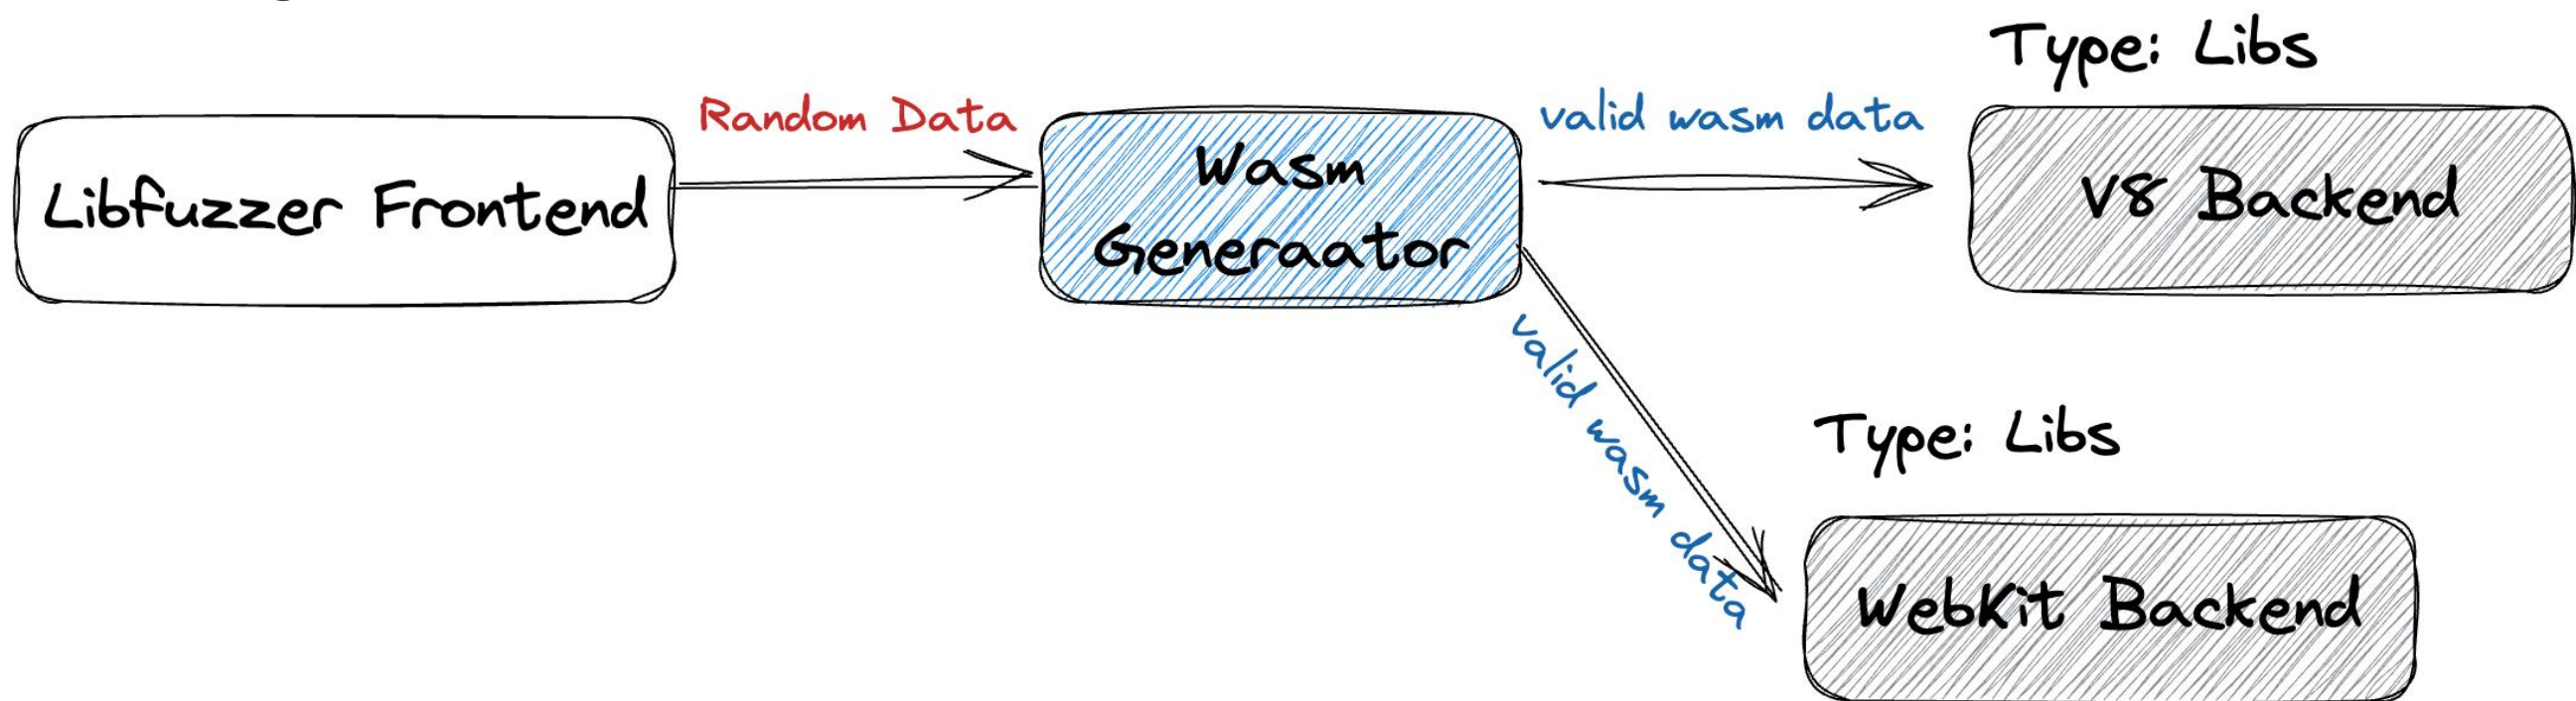 Type: Libs
Random Data
valid wasm data
Libfuzzer Frontend
Wasm
Generaator
V8 Backend
valid wasm data
Type: Libs
WebKit Backend